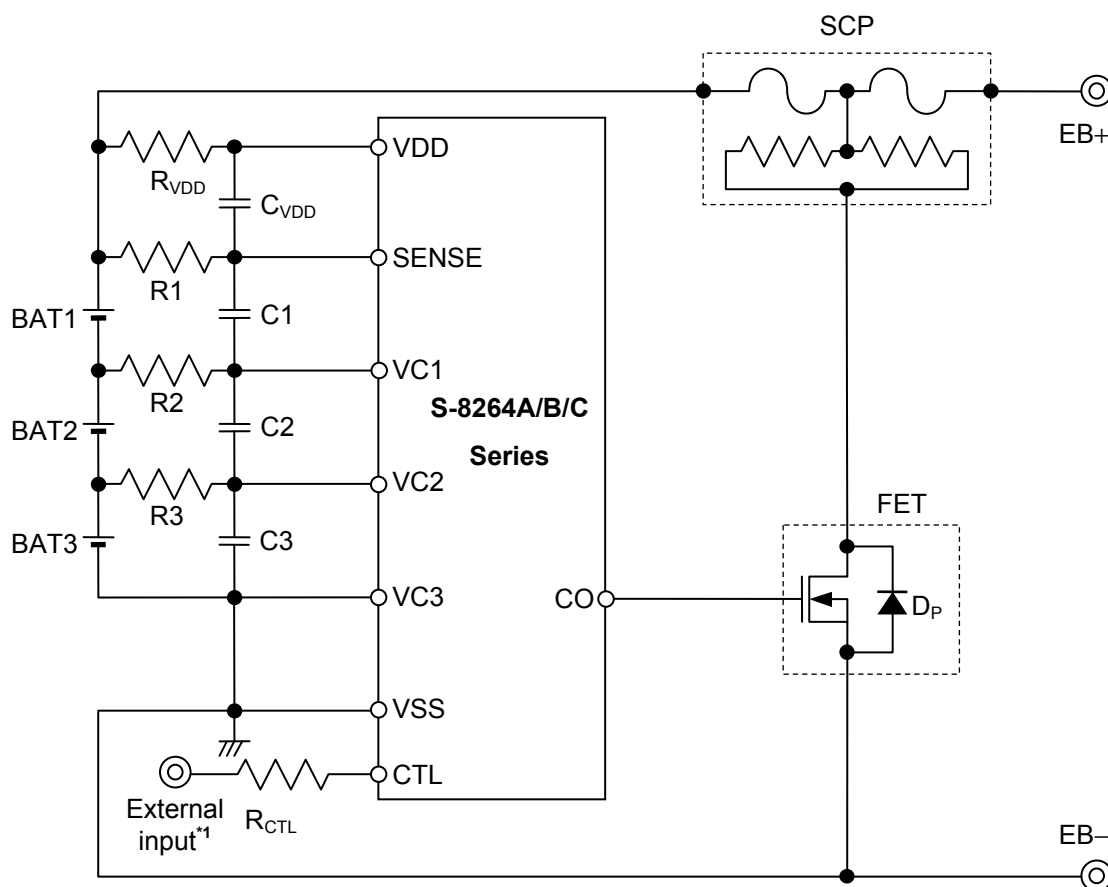 SCP
EB+
VDD
RVDD
CVDD
SENSE
R1
BAT1
C1
VC1
R2
S-8264A/B/C
Series
BAT2
C2
VC2
R3
FET
BAT3
C3
VC3
CO
DP
VSS
CTL
External
input*1
RCTL
EB−